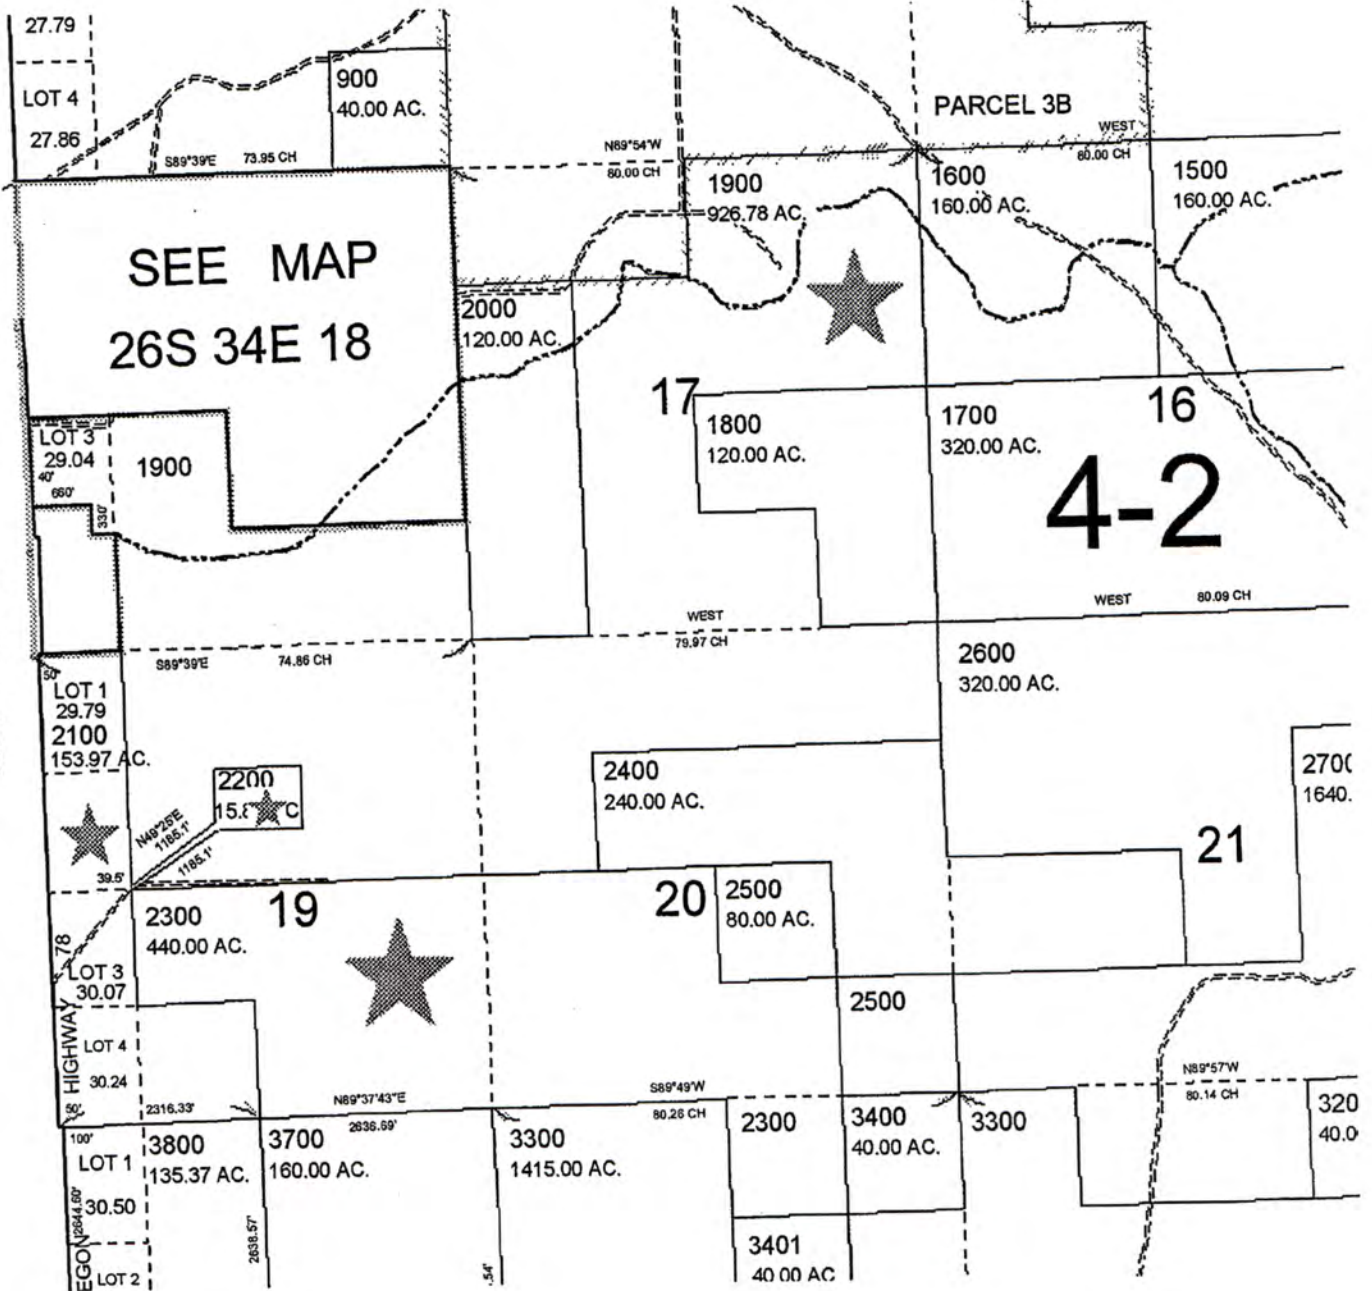 27.79
LOT 4
27.86
900
40.00 AC.
S89°39'E 73.95 CH
N89°54'W
80.00 CH
PARCEL 3B
WEST
80.00 CH
SEE MAP
26S 34E 18
1900
926.78 AC.
1600
160.00 AC.
1500
160.00 AC.
2000
120.00 AC.
17
16
1800
120.00 AC.
1700
320.00 AC.
4-2
LOT 3
29.04
40'
660'
330'
1900
WEST
79.97 CH
WEST 80.09 CH
S89°39'E 74.86 CH
50'
LOT 1
29.79
2100
153.97 AC.
2600
320.00 AC.
2200
15.8 C
N49°25'E
1185.1'
1185.1'
39.5'
2400
240.00 AC.
2700
1640.
21
19
20
2300
440.00 AC.
2500
80.00 AC.
2500
HIGHWAY 78
LOT 3
30.07
LOT 4
30.24
50'
2316.33'
N89°37'43"E
2636.69'
S89°49'W
80.26 CH
N89°57'W
80.14 CH
100'
LOT 1
30.50
2644.60'
EGON
LOT 2
3800
135.37 AC.
3700
160.00 AC.
2638.57'
3300
1415.00 AC.
.54'
2300
3400
40.00 AC.
3300
320
40.0
3401
40.00 AC